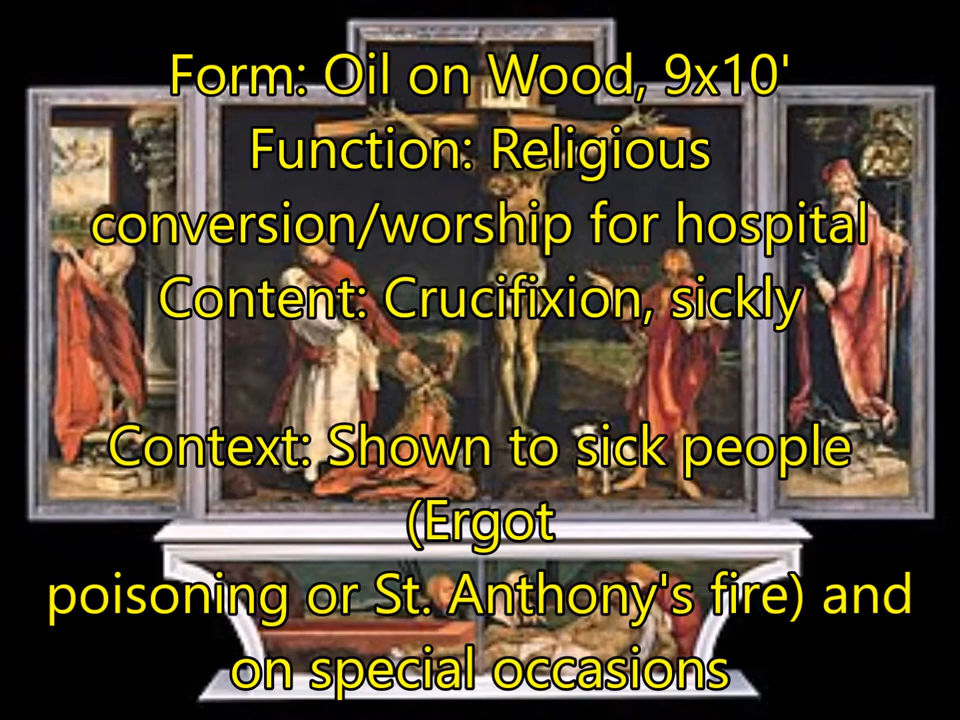 Form: Oil on Wood, 9x10'
Function: Religious
conversion/worship for hospital
Content: Crucifixion, sickly
Context: Shown to sick people
(Ergot
poisoning or St. Anthony's fire) and
on special occasions